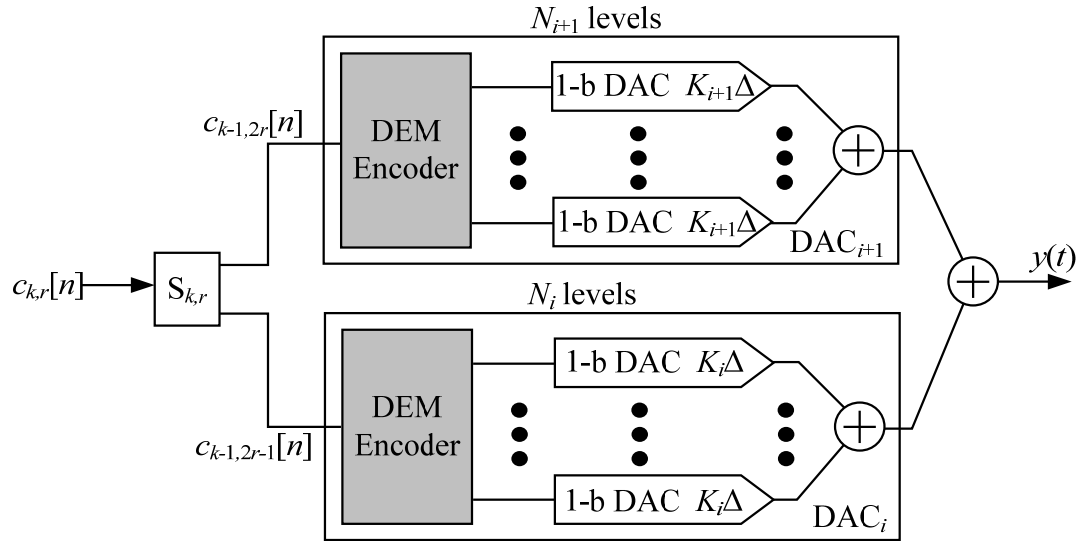 N_{i+1} levels
DEM
Encoder
1-b DAC K_{i+1}Δ
1-b DAC K_{i+1}Δ
DAC_{i+1}
c_{k-1,2r}[n]
c_{k,r}[n]
S_{k,r}
y(t)
N_i levels
DEM
Encoder
1-b DAC K_iΔ
1-b DAC K_iΔ
DAC_i
c_{k-1,2r-1}[n]